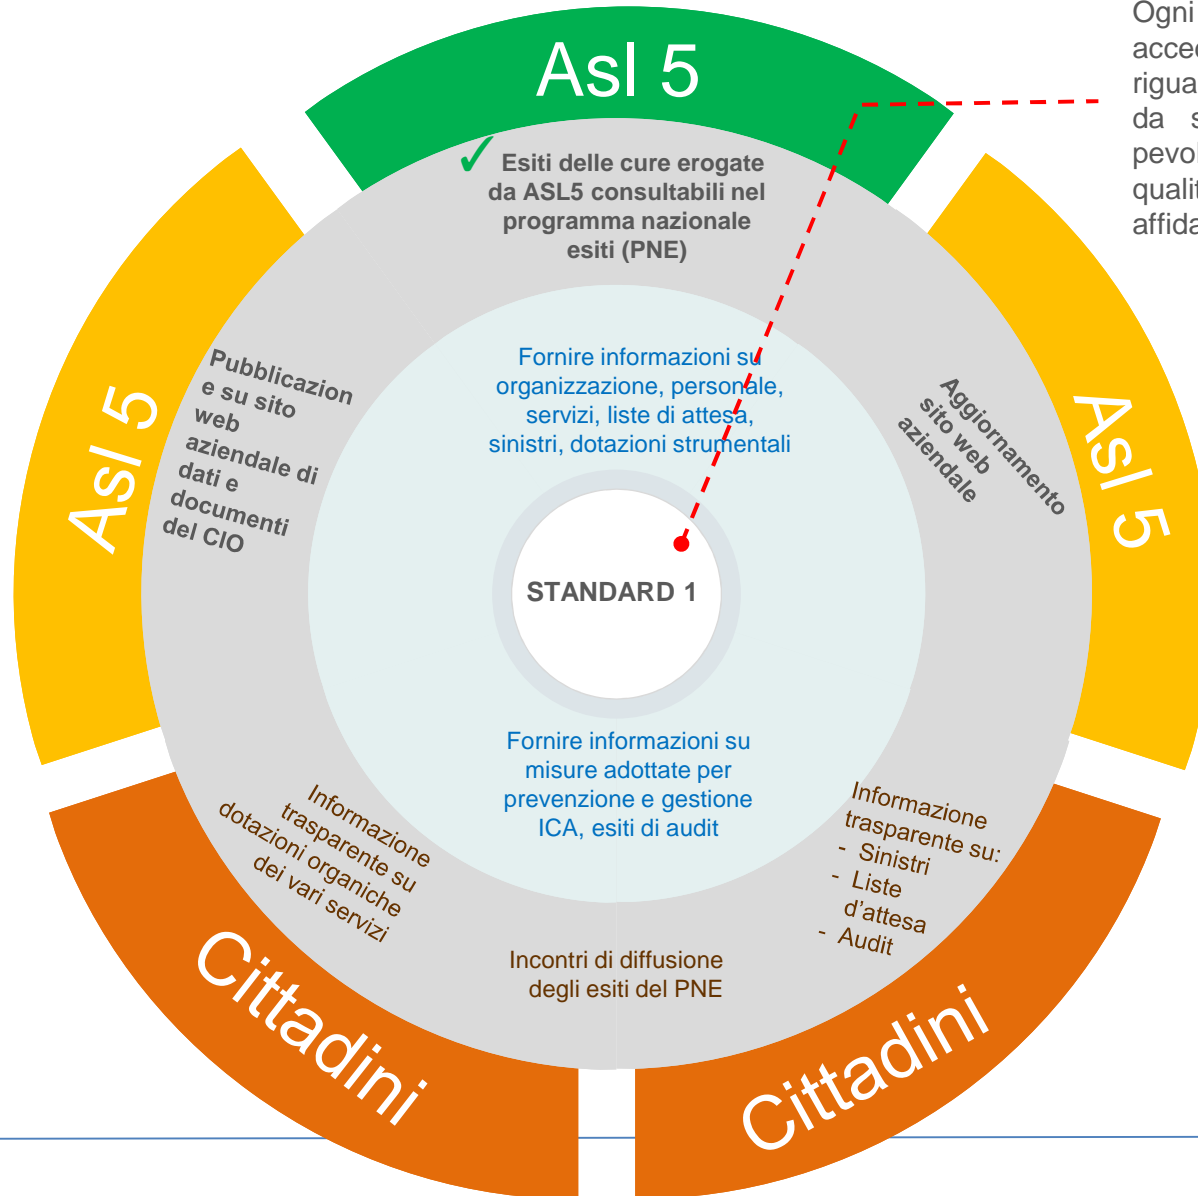 Asl 5
Ogni
rigua
da s
qualit
✓ Esiti delle cure erogate
da ASL5 consultabili nel
programma nazionale
esiti (PNE)
Asl 5
Pubblicazion
e su sito
web
aziendale di
dati e
documenti
del CIO
Fornire informazioni su
organizzazione, personale,
servizi, liste di attesa,
sinistri, dotazioni strumentali
Aggiornamento
sito web
aziendale
Asl 5
STANDARD 1
Fornire informazioni su
misure adottate per
prevenzione e gestione
ICA, esiti di audit
Informazione
trasparente su
dotazioni organiche
dei vari servizi
Informazione
trasparente su:
- Sinistri
- Liste
d'attesa
- Audit
Incontri di diffusione
degli esiti del PNE
Cittadini
Cittadini